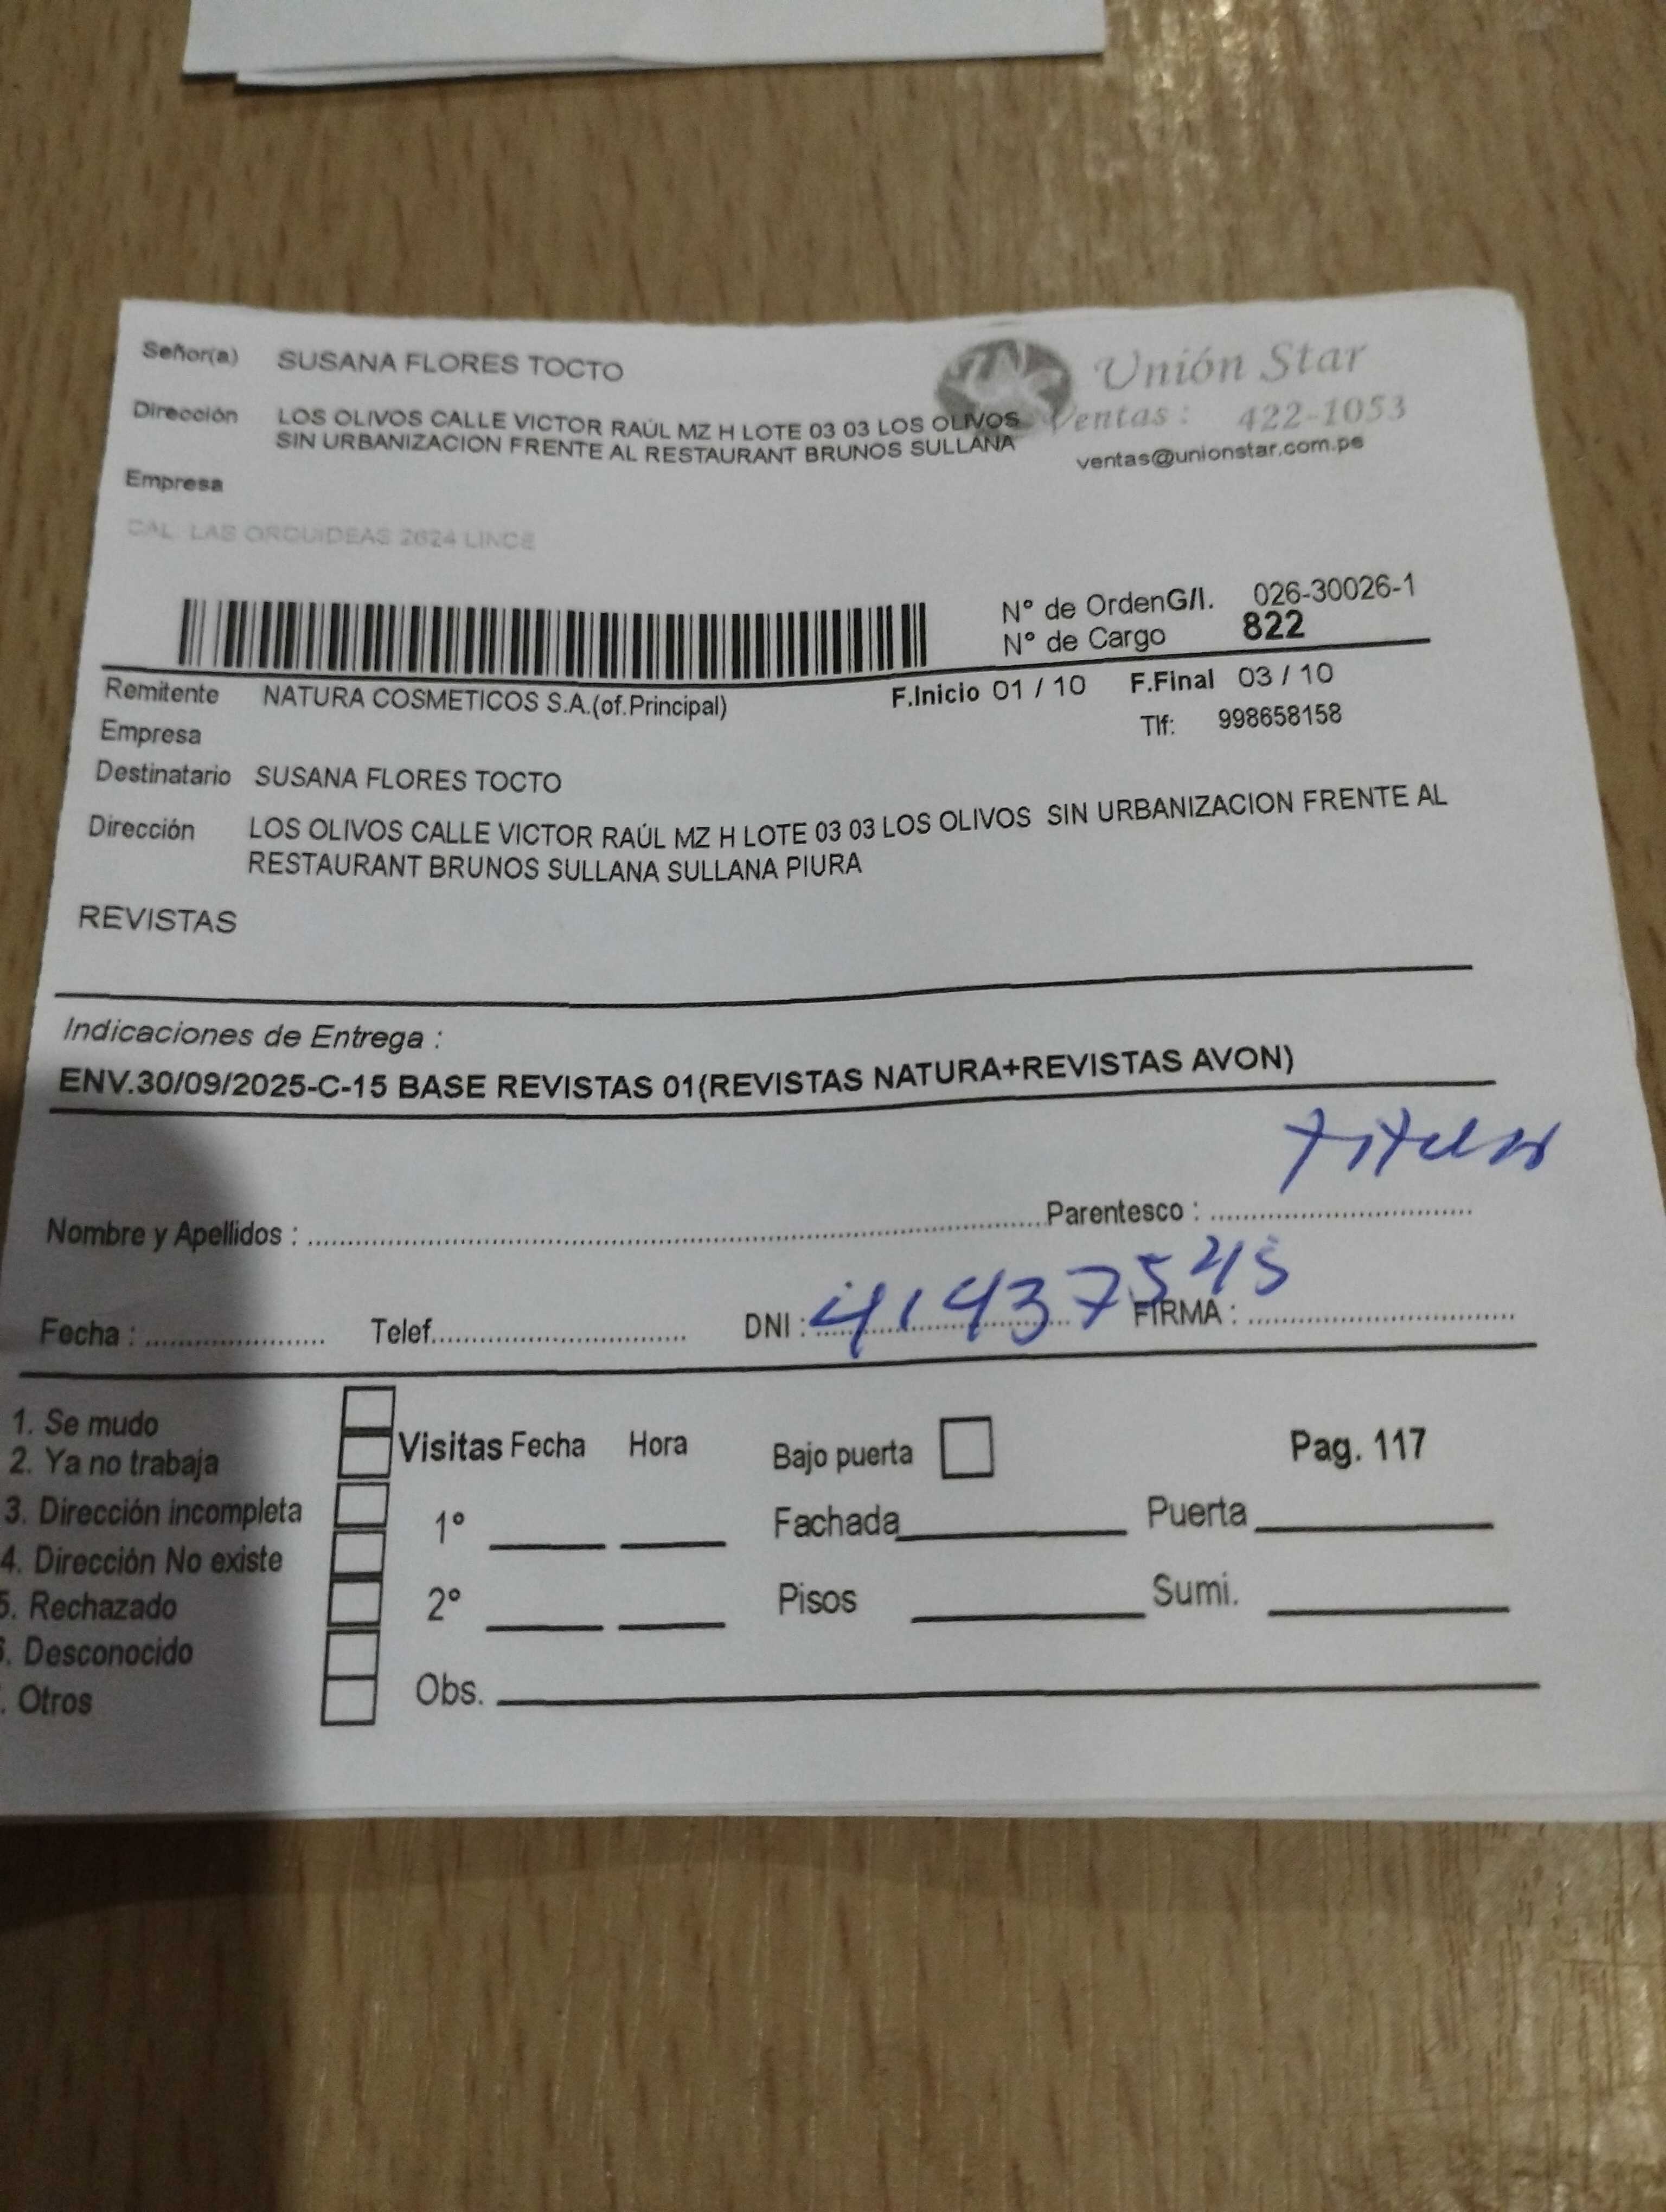 Señor(a) SUSANA FLORES TOCTO
Unión Star
Dirección LOS OLIVOS CALLE VICTOR RAÚL MZ H LOTE 03 03 LOS OLIVOS
Ventas : 422-1053
SIN URBANIZACION FRENTE AL RESTAURANT BRUNOS SULLANA
ventas@unionstar.com.pe
Empresa
CAL. LAS ORQUIDEAS 2624 LINCE
N° de OrdenG/I. 026-30026-1
N° de Cargo 822
Remitente NATURA COSMETICOS S.A.(of.Principal) F.Inicio 01 / 10 F.Final 03 / 10
Empresa Tlf: 998658158
Destinatario SUSANA FLORES TOCTO
Dirección LOS OLIVOS CALLE VICTOR RAÚL MZ H LOTE 03 03 LOS OLIVOS SIN URBANIZACION FRENTE AL
RESTAURANT BRUNOS SULLANA SULLANA PIURA
REVISTAS
Indicaciones de Entrega :
ENV.30/09/2025-C-15 BASE REVISTAS 01(REVISTAS NATURA+REVISTAS AVON)
Nombre y Apellidos : Parentesco : titular
Fecha : Telef. DNI : 41437545 FIRMA :
1. Se mudo
2. Ya no trabaja
3. Dirección incompleta
4. Dirección No existe
5. Rechazado
. Desconocido
. Otros
Visitas Fecha Hora Bajo puerta Pag. 117
1° Fachada Puerta
2° Pisos Sumi.
Obs.